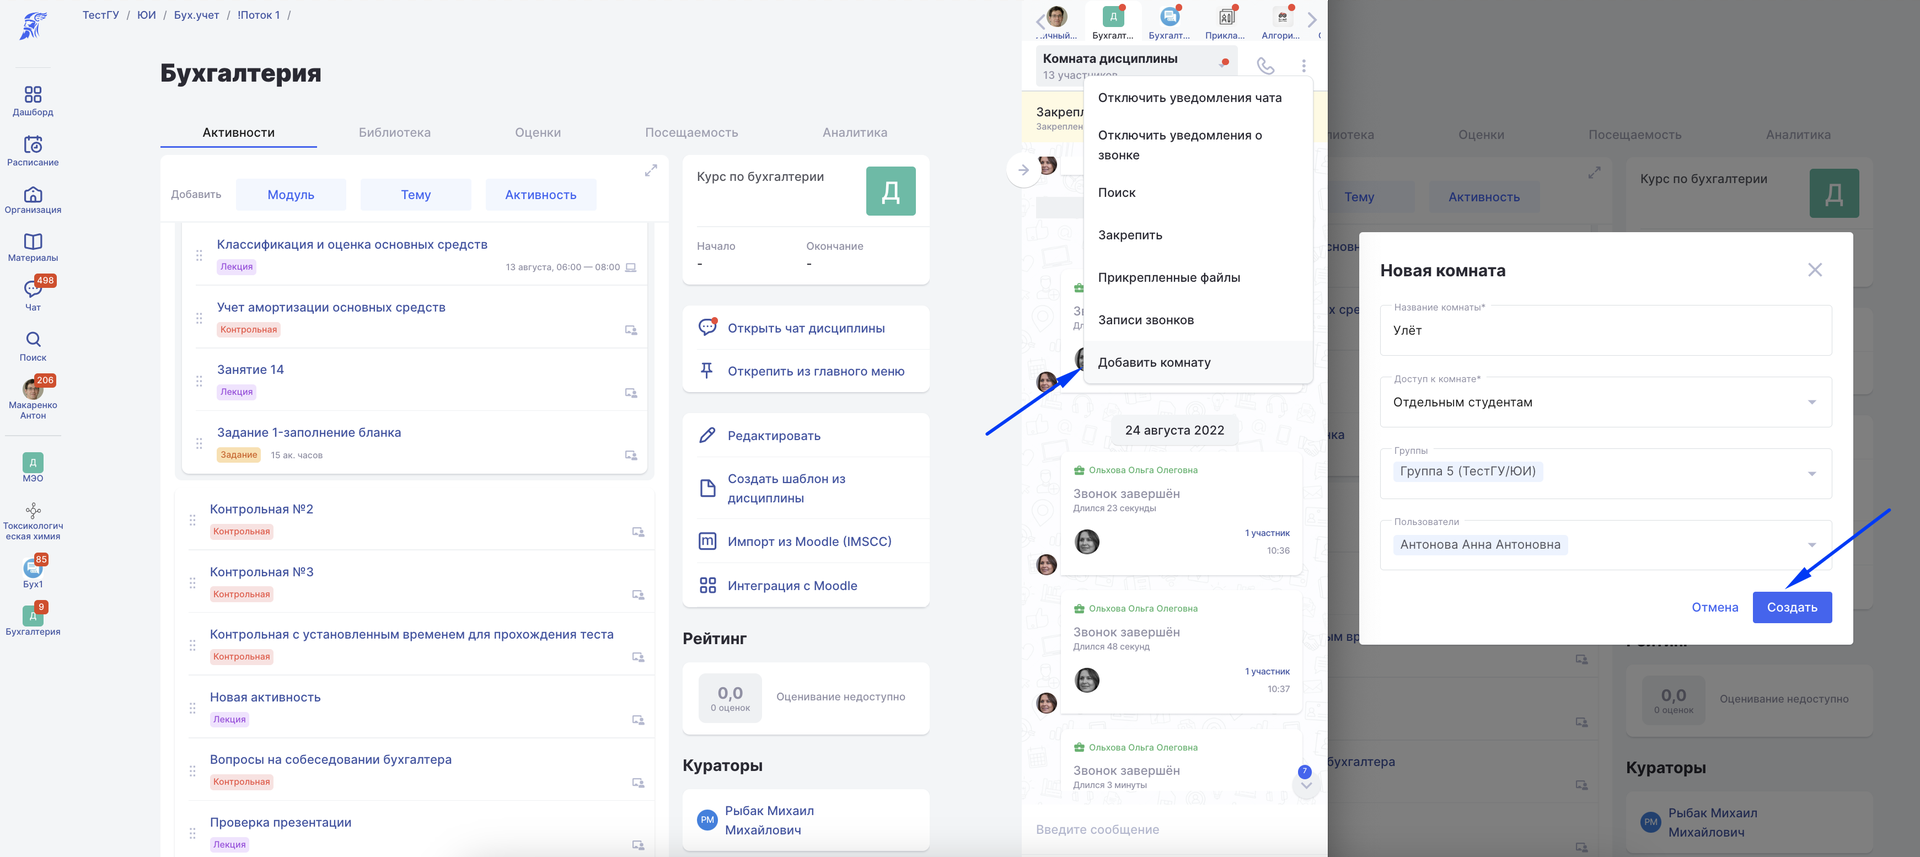 ТестГУ / ЮИ / Бух.учет / !Поток 1 /
Дашборд
Расписание
Организация
Материалы
498
Чат
Поиск
206
Макаренко
Антон
Д
МЭО
Токсикологич
еская химия
85
Бух1
9
Д
Бухгалтерия
Бухгалтерия
Активности
Библиотека
Оценки
Посещаемость
Аналитика
Добавить
Модуль
Тему
Активность
Классификация и оценка основных средств
Лекция
13 августа, 06:00 — 08:00
Учет амортизации основных средств
Контрольная
Занятие 14
Лекция
Задание 1-заполнение бланка
Задание
15 ак. часов
Контрольная №2
Контрольная
Контрольная №3
Контрольная
Контрольная с установленным временем для прохождения теста
Контрольная
Новая активность
Лекция
Вопросы на собеседовании бухгалтера
Контрольная
Проверка презентации
Лекция
Курс по бухгалтерии
Д
Начало
-
Окончание
-
Открыть чат дисциплины
Открепить из главного меню
Редактировать
Создать шаблон из
дисциплины
m
Импорт из Moodle (IMSCC)
Интеграция с Moodle
Рейтинг
0,0
0 оценок
Оценивание недоступно
Кураторы
РМ
Рыбак Михаил
Михайлович
..ичный...
Д
Бухгалт...
Бухгалт...
Прикла...
Алгори...
Комната дисциплины
13 участников
Закрепл
Закреплен
Отключить уведомления чата
Отключить уведомления о
звонке
Поиск
Закрепить
Прикрепленные файлы
Записи звонков
Добавить комнату
Зı
Дл
24 августа 2022
Ольхова Ольга Олеговна
Звонок завершён
Длился 23 секунды
1 участник
10:36
Ольхова Ольга Олеговна
Звонок завершён
Длился 48 секунд
1 участник
10:37
Ольхова Ольга Олеговна
Звонок завершён
Длился 3 минуты
7
Введите сообщение
лиотека
Оценки
Посещаемость
Аналитика
Тему
Активность
Курс по бухгалтерии
Д
Новая комната
Название комнаты*
Улёт
Доступ к комнате*
Отдельным студентам
Группы
Группа 5 (ТестГУ/ЮИ)
Пользователи
Антонова Анна Антоновна
Отмена
Создать
Рейтинг
0,0
0 оценок
Оценивание недоступно
бухгалтера
Кураторы
РМ
Рыбак Михаил
Михайлович